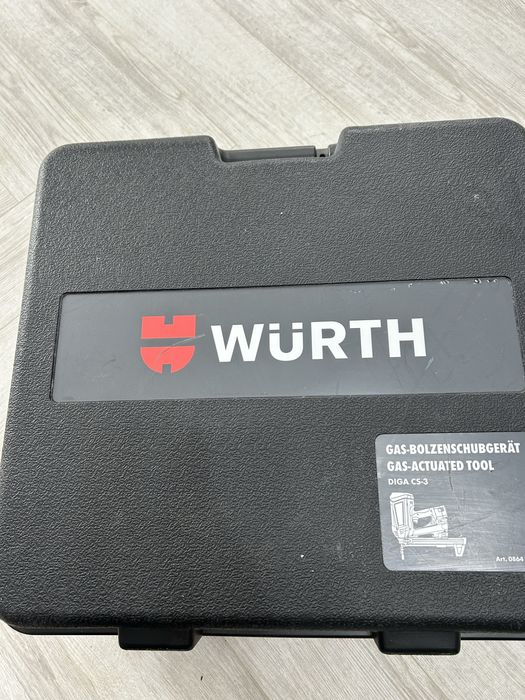 WÜRTH
GAS-BOLZENSCHUBGERÄT
GAS-ACTUATED TOOL
DIGA CS-3
Art. 0864